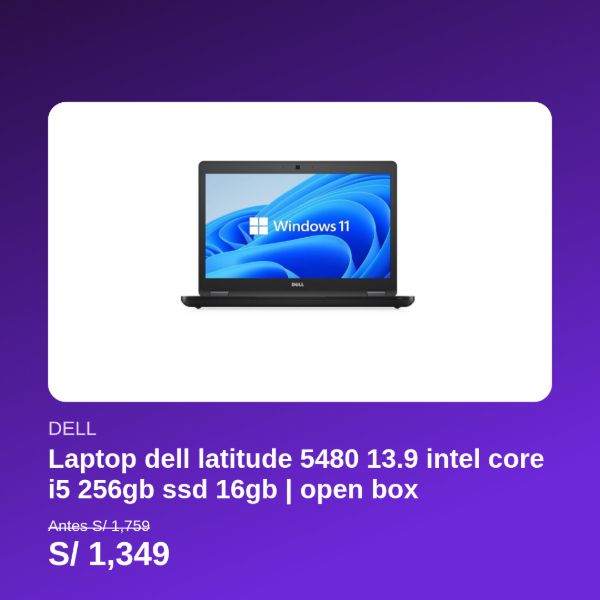 Windows 11
DELL
DELL
Laptop dell latitude 5480 13.9 intel core
i5 256gb ssd 16gb | open box
Antes S/ 1,759
S/ 1,349